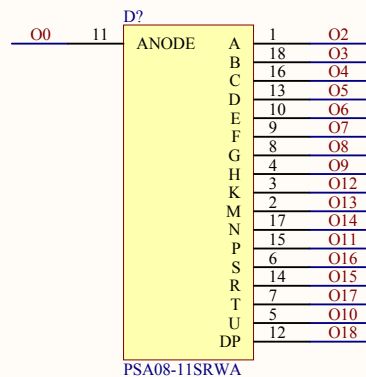 D?
O0 11 ANODE A 1 O2
B 18 O3
C 16 O4
D 13 O5
E 10 O6
F 9 O7
G 8 O8
H 4 O9
K 3 O12
M 2 O13
N 17 O14
P 15 O11
S 6 O16
R 14 O15
T 7 O17
U 5 O10
DP 12 O18
PSA08-11SRWA